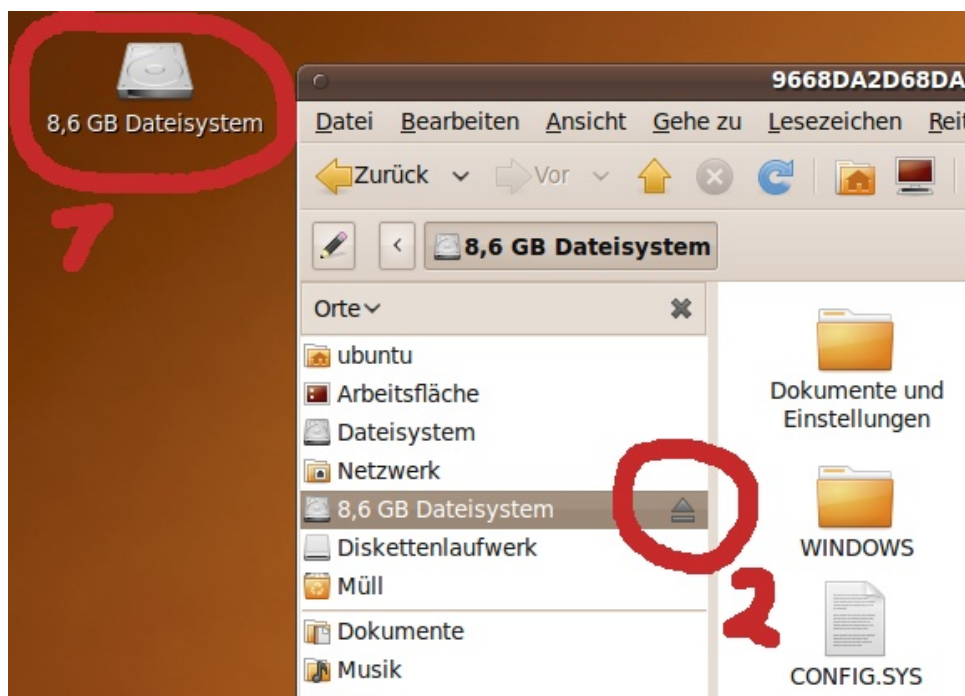 8,6 GB Dateisystem
1
9668DA2D68DA
Datei Bearbeiten Ansicht Gehe zu Lesezeichen Reit
Zurück Vor
8,6 GB Dateisystem
Orte
ubuntu
Arbeitsfläche
Dateisystem
Netzwerk
8,6 GB Dateisystem
Diskettenlaufwerk
Müll
Dokumente
Musik
2
Dokumente und
Einstellungen
WINDOWS
CONFIG.SYS